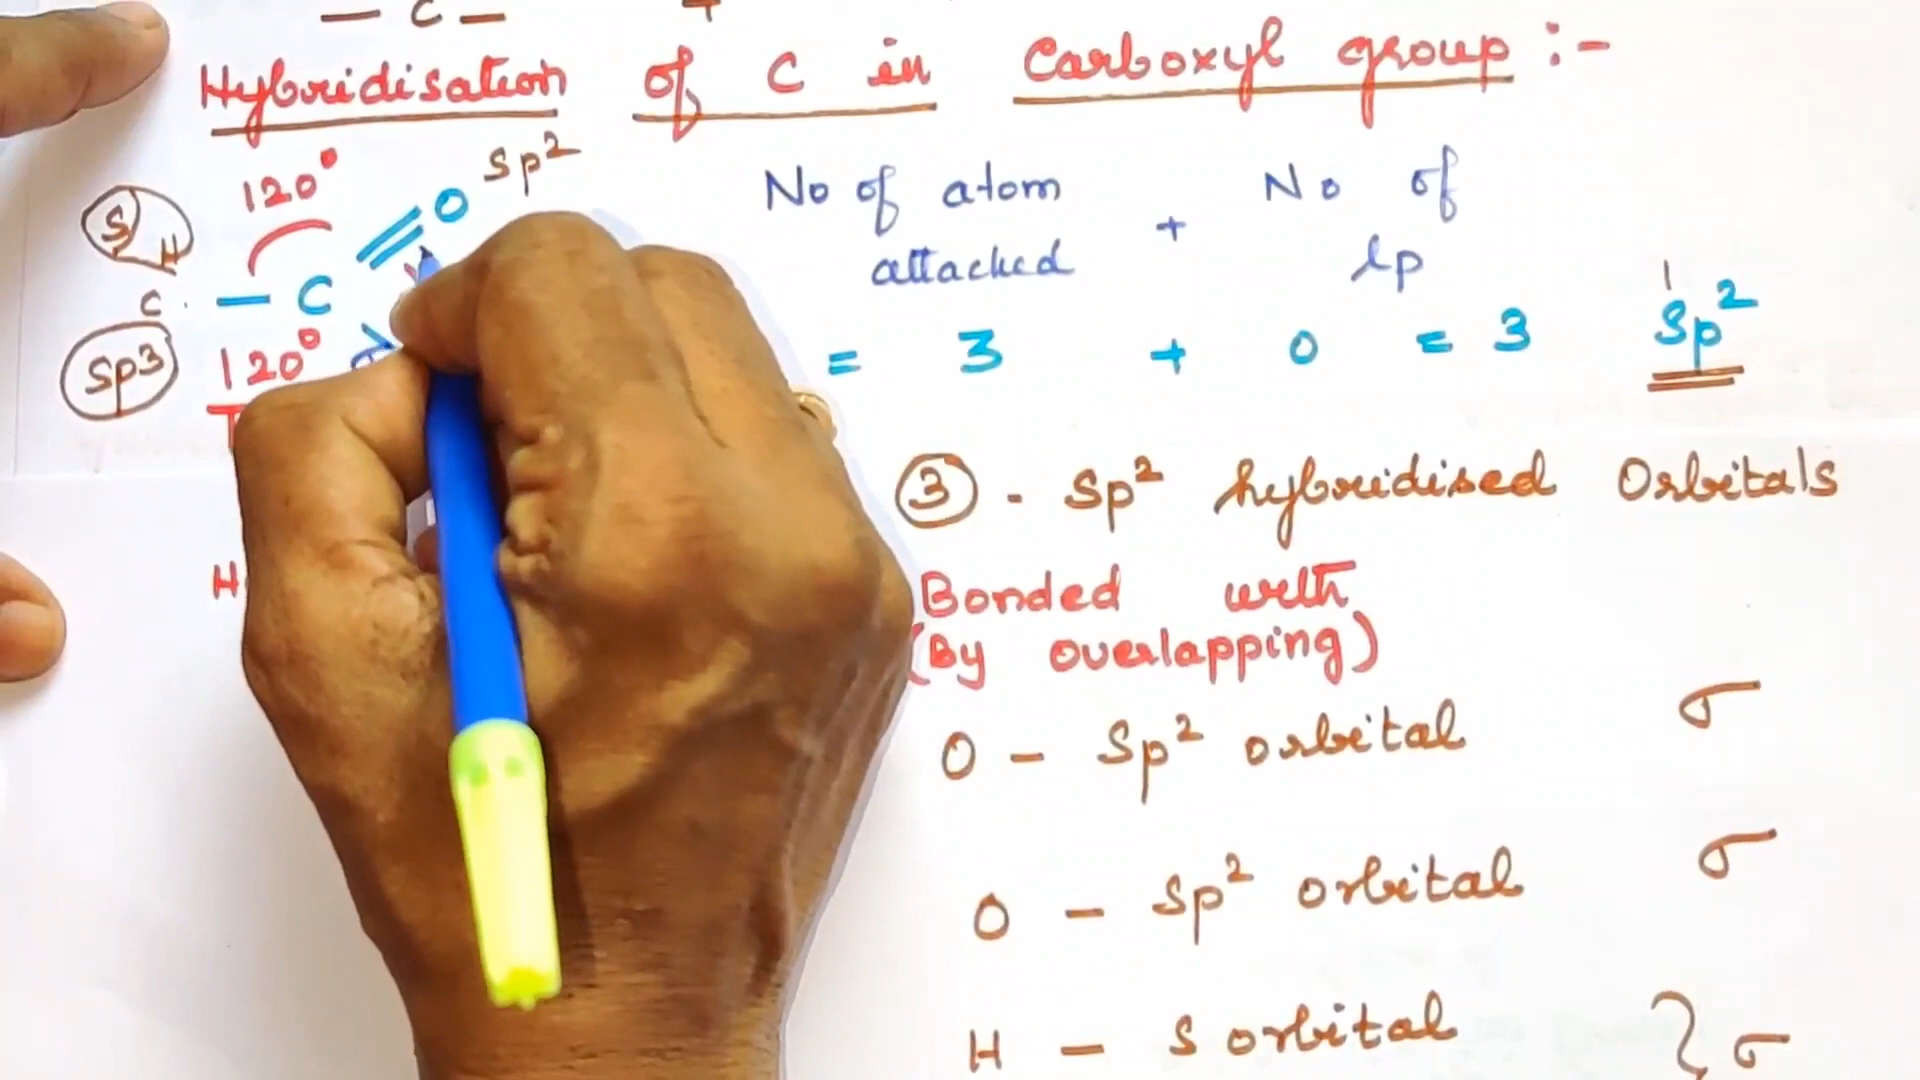 — C — +
Hybridisation of C in Carboxyl group :-
120° Sp²
S H
O
C — C
Sp3 120°
No of atom attached + No of lp
= 3 + 0 = 3 Sp²
③ - Sp² hybridised Orbitals
H
Bonded with
(By overlapping)
O - Sp² orbital σ
O - Sp² orbital σ
H - S orbital } σ